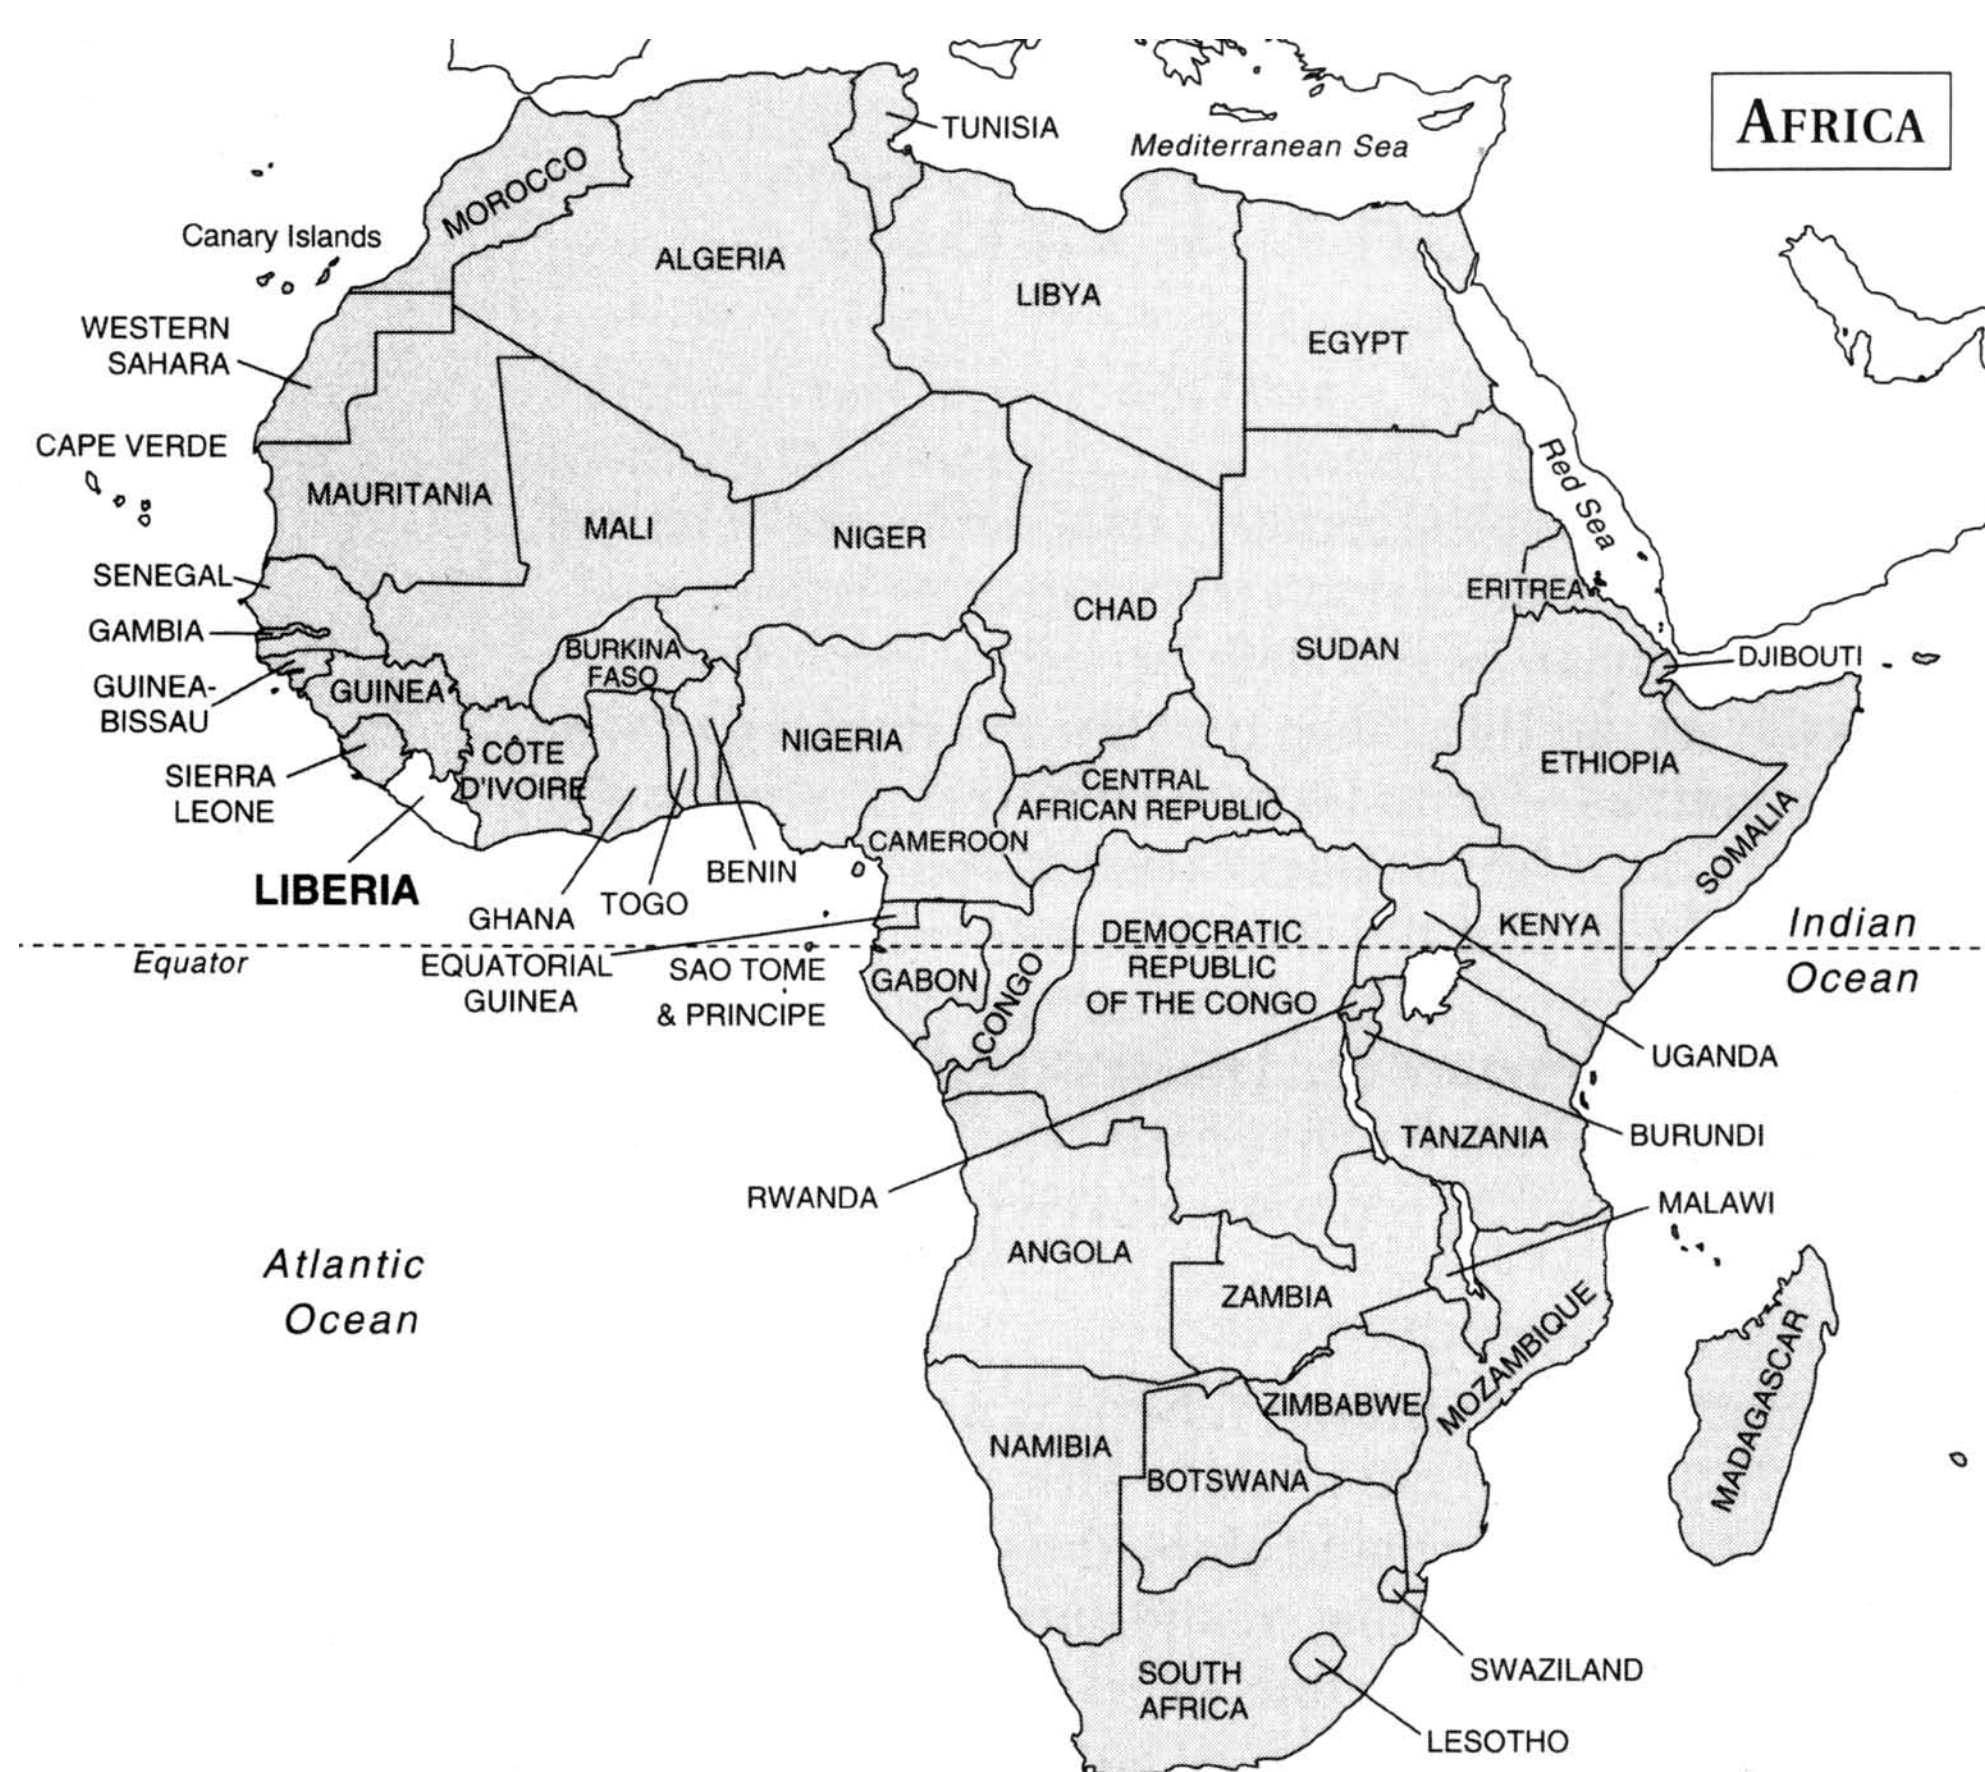 AFRICA
TUNISIA
Mediterranean Sea
MOROCCO
Canary Islands
ALGERIA
LIBYA
EGYPT
WESTERN
SAHARA
CAPE VERDE
Red Sea
MAURITANIA
MALI
NIGER
SENEGAL
ERITREA
CHAD
GAMBIA
BURKINA
FASO
SUDAN
DJIBOUTI
GUINEA-
BISSAU
GUINEA
NIGERIA
CÔTE
D'IVOIRE
ETHIOPIA
SIERRA
LEONE
CENTRAL
AFRICAN REPUBLIC
SOMALIA
CAMEROON
LIBERIA
BENIN
TOGO
GHANA
KENYA
Indian
Ocean
DEMOCRATIC
REPUBLIC
OF THE CONGO
Equator
EQUATORIAL
GUINEA
SAO TOME
& PRINCIPE
GABON
CONGO
UGANDA
TANZANIA
BURUNDI
RWANDA
MALAWI
Atlantic
Ocean
ANGOLA
ZAMBIA
MOZAMBIQUE
MADAGASCAR
ZIMBABWE
NAMIBIA
BOTSWANA
SWAZILAND
SOUTH
AFRICA
LESOTHO